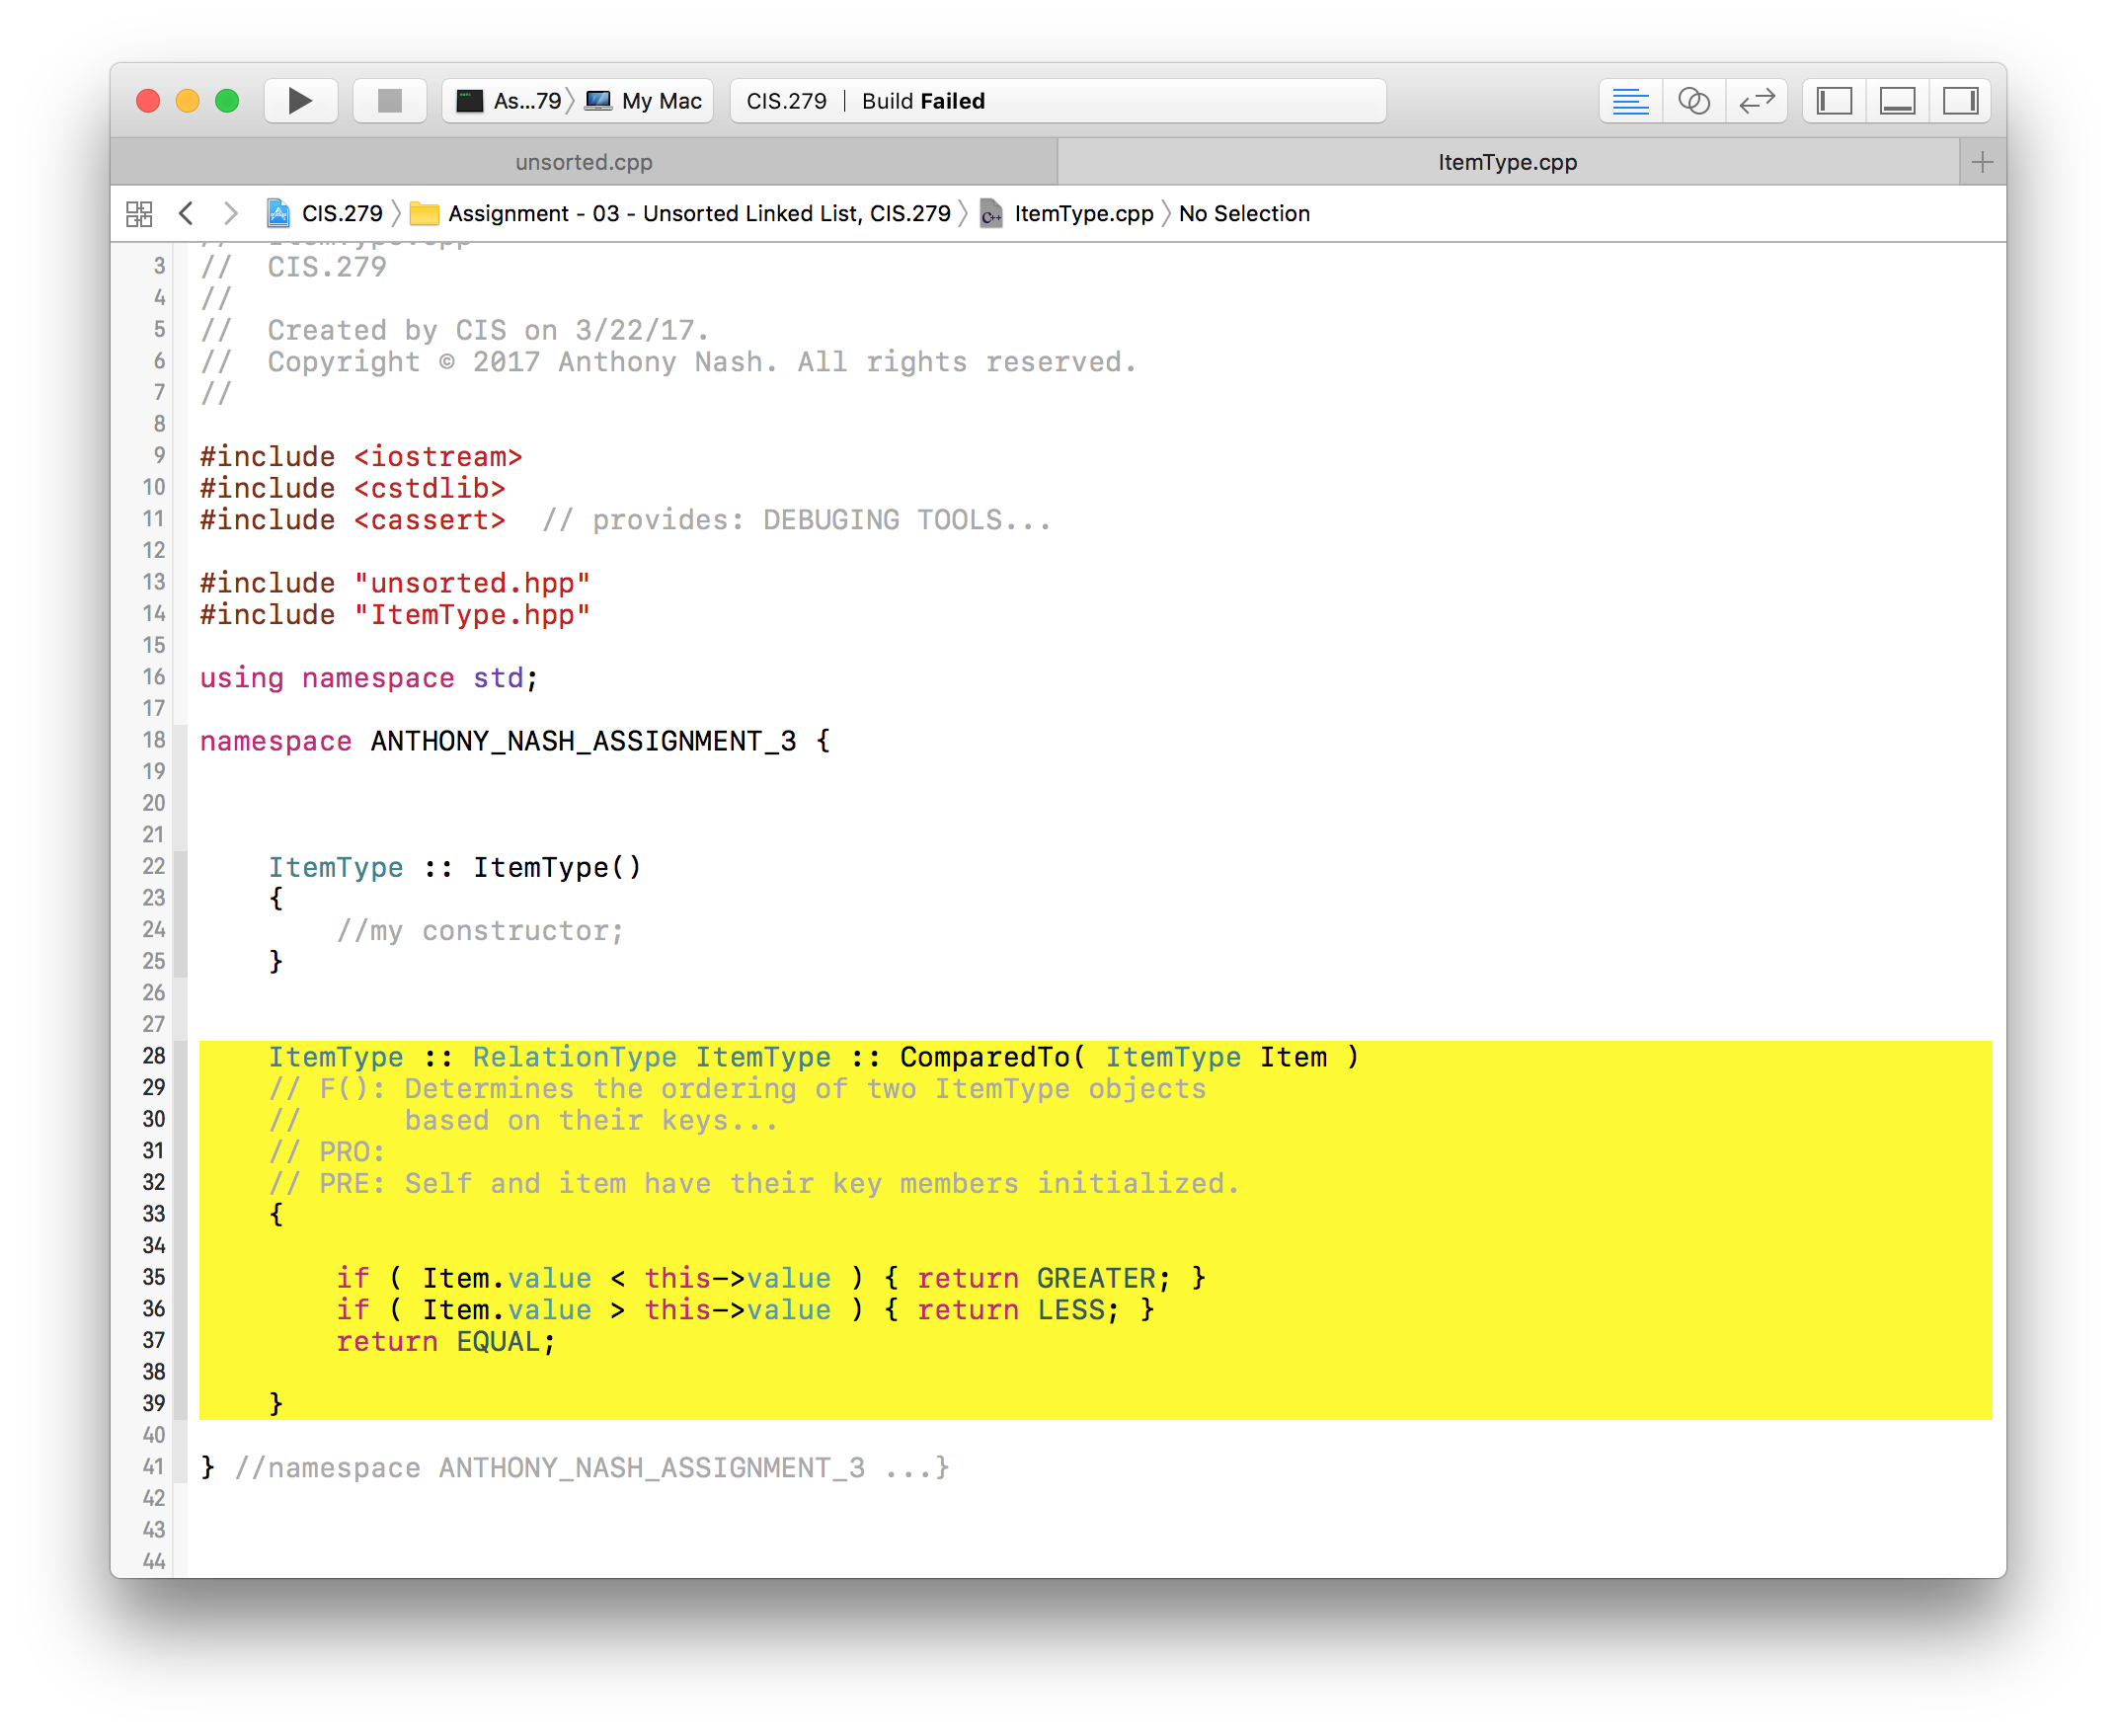 As...79 〉 My Mac CIS.279 | Build Failed
unsorted.cpp ItemType.cpp +
CIS.279 〉 Assignment - 03 - Unsorted Linked List, CIS.279 〉 ItemType.cpp 〉 No Selection
// ItemType.cpp
3 // CIS.279
4 //
5 // Created by CIS on 3/22/17.
6 // Copyright © 2017 Anthony Nash. All rights reserved.
7 //
8
9 #include <iostream>
10 #include <cstdlib>
11 #include <cassert> // provides: DEBUGING TOOLS...
12
13 #include "unsorted.hpp"
14 #include "ItemType.hpp"
15
16 using namespace std;
17
18 namespace ANTHONY_NASH_ASSIGNMENT_3 {
19
20
21
22 ItemType :: ItemType()
23 {
24 //my constructor;
25 }
26
27
28 ItemType :: RelationType ItemType :: ComparedTo( ItemType Item )
29 // F(): Determines the ordering of two ItemType objects
30 // based on their keys...
31 // PRO:
32 // PRE: Self and item have their key members initialized.
33 {
34
35 if ( Item.value < this->value ) { return GREATER; }
36 if ( Item.value > this->value ) { return LESS; }
37 return EQUAL;
38
39 }
40
41 } //namespace ANTHONY_NASH_ASSIGNMENT_3 ...}
42
43
44